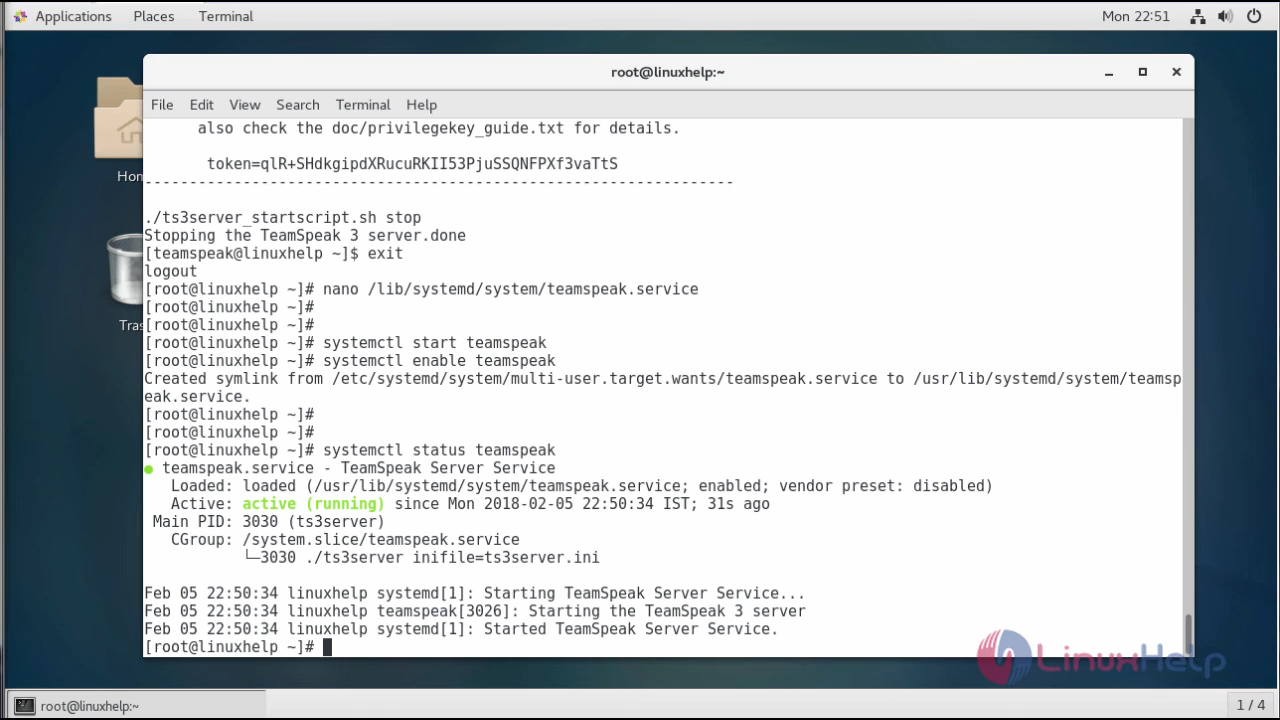 Applications Places Terminal Mon 22:51
root@linuxhelp:~
File Edit View Search Terminal Help
also check the doc/privilegekey_guide.txt for details.
token=qlR+SHdkgipdXRucuRKII53PjuSSQNFPXf3vaTtS
------------------------------------------------------------------
./ts3server_startscript.sh stop
Stopping the TeamSpeak 3 server.done
[teamspeak@linuxhelp ~]$ exit
logout
[root@linuxhelp ~]# nano /lib/systemd/system/teamspeak.service
[root@linuxhelp ~]#
[root@linuxhelp ~]#
[root@linuxhelp ~]# systemctl start teamspeak
[root@linuxhelp ~]# systemctl enable teamspeak
Created symlink from /etc/systemd/system/multi-user.target.wants/teamspeak.service to /usr/lib/systemd/system/teamsp
eak.service.
[root@linuxhelp ~]#
[root@linuxhelp ~]#
[root@linuxhelp ~]# systemctl status teamspeak
● teamspeak.service - TeamSpeak Server Service
Loaded: loaded (/usr/lib/systemd/system/teamspeak.service; enabled; vendor preset: disabled)
Active: active (running) since Mon 2018-02-05 22:50:34 IST; 31s ago
Main PID: 3030 (ts3server)
CGroup: /system.slice/teamspeak.service
└─3030 ./ts3server inifile=ts3server.ini
Feb 05 22:50:34 linuxhelp systemd[1]: Starting TeamSpeak Server Service...
Feb 05 22:50:34 linuxhelp teamspeak[3026]: Starting the TeamSpeak 3 server
Feb 05 22:50:34 linuxhelp systemd[1]: Started TeamSpeak Server Service.
[root@linuxhelp ~]#
Hon
Tras
LinuxHelp
root@linuxhelp:~ 1 / 4